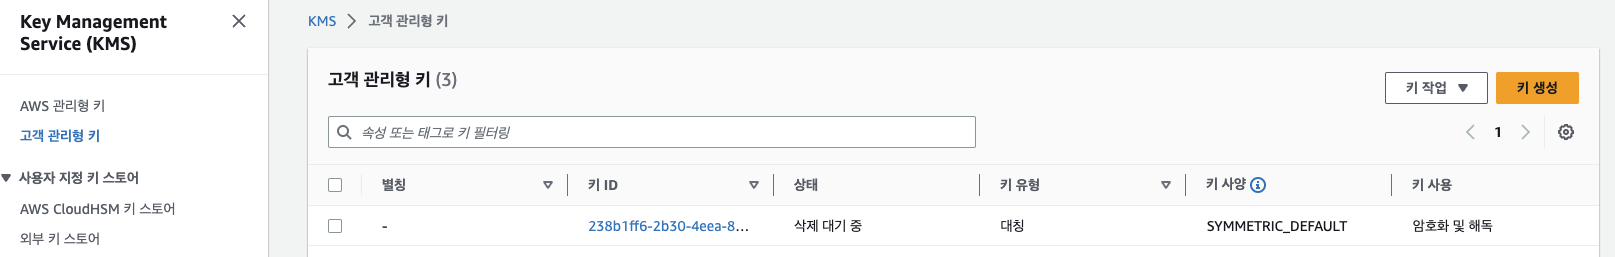 Key Management
Service (KMS)
AWS 관리형 키
고객 관리형 키
사용자 지정 키 스토어
AWS CloudHSM 키 스토어
외부 키 스토어
KMS 고객 관리형 키
고객 관리형 키 (3)
키 작업
키 생성
속성 또는 태그로 키 필터링
1
별칭 키 ID 상태 키 유형 키 사양 키 사용
- 238b1ff6-2b30-4eea-8... 삭제 대기 중 대칭 SYMMETRIC_DEFAULT 암호화 및 해독